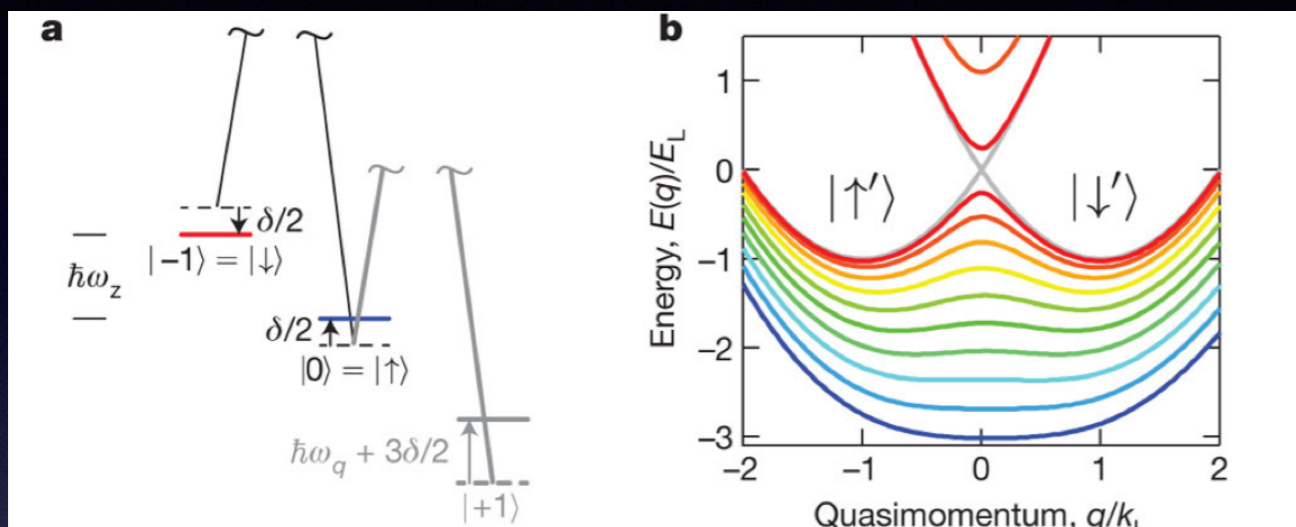 a
δ/2
|−1⟩ = |↓⟩
ħω_z
δ/2
|0⟩ = |↑⟩
ħω_q + 3δ/2
|+1⟩
b
Energy, E(q)/E_L
1
0
−1
−2
−3
|↑′⟩
|↓′⟩
−2 −1 0 1 2
Quasimomentum, q/k